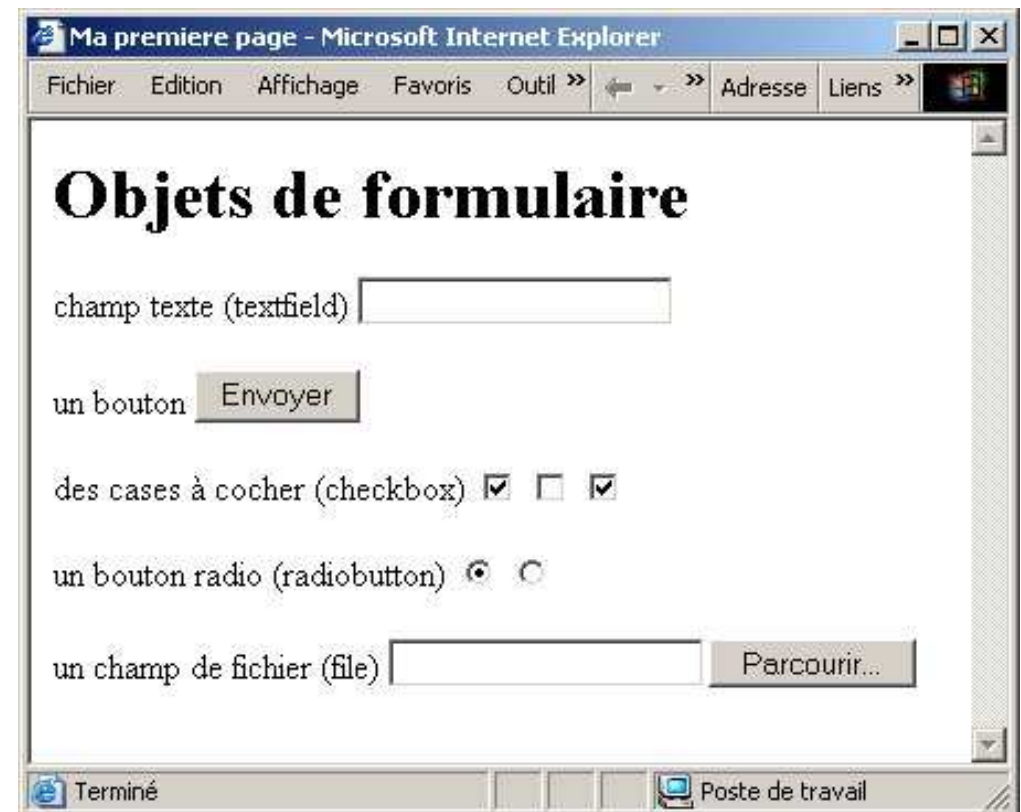 Ma premiere page - Microsoft Internet Explorer
Fichier Edition Affichage Favoris Outil » » Adresse Liens »
Objets de formulaire
champ texte (textfield)
un bouton Envoyer
des cases à cocher (checkbox)
un bouton radio (radiobutton)
un champ de fichier (file) Parcourir...
Terminé Poste de travail